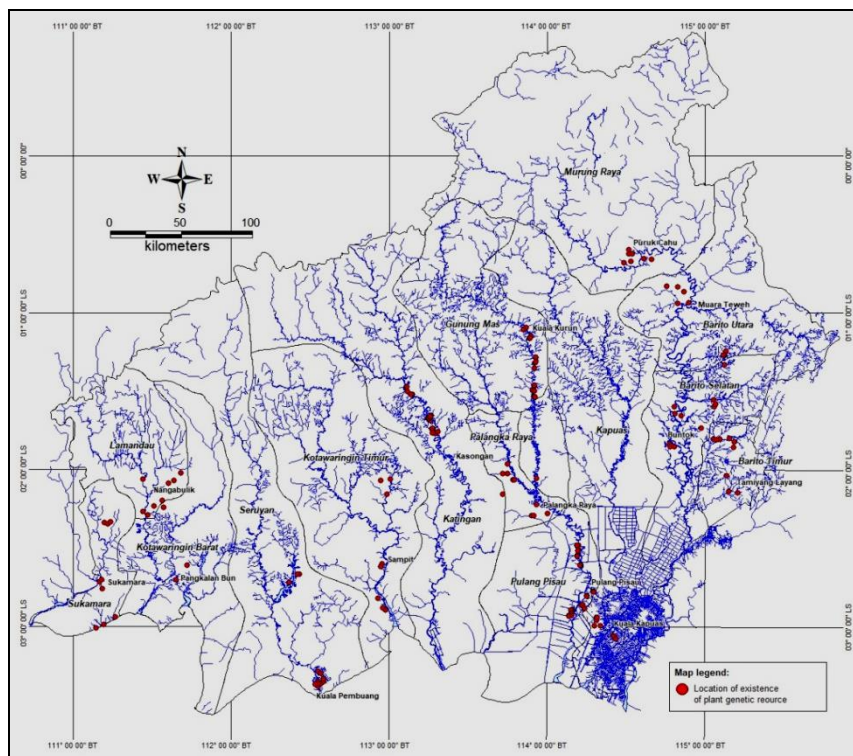 111° 00' 00" BT
112° 00' 00" BT
113° 00' 00" BT
114° 00' 00" BT
115° 00' 00" BT
00° 00' 00"
00° 00' 00"
N
W E
S
0 50 100
kilometers
Murung Raya
Puruk Cahu
Muara Teweh
01° 00' 00" LS
01° 00' 00" LS
Barito Utara
Gunung Mas
Kuala Kurun
Barito Selatan
Lamandau
Kotawaringin Timur
Kasongan
Palangka Raya
Kapuas
Buntok
Barito Timur
02° 00' 00" LS
02° 00' 00" LS
Nangabulik
Tamiyang Layang
Seruyan
Katingan
Palangka Raya
Kotawaringin Barat
Sampit
Sukamara
Pangkalan Bun
Pulang Pisau
Pulang Pisau
Sukamara
03° 00' 00" LS
03° 00' 00" LS
Kuala Kapuas
Kuala Pembuang
Map legend:
Location of existence
of plant genetic reource
111° 00' 00" BT
112° 00' 00" BT
113° 00' 00" BT
114° 00' 00" BT
115° 00' 00" BT